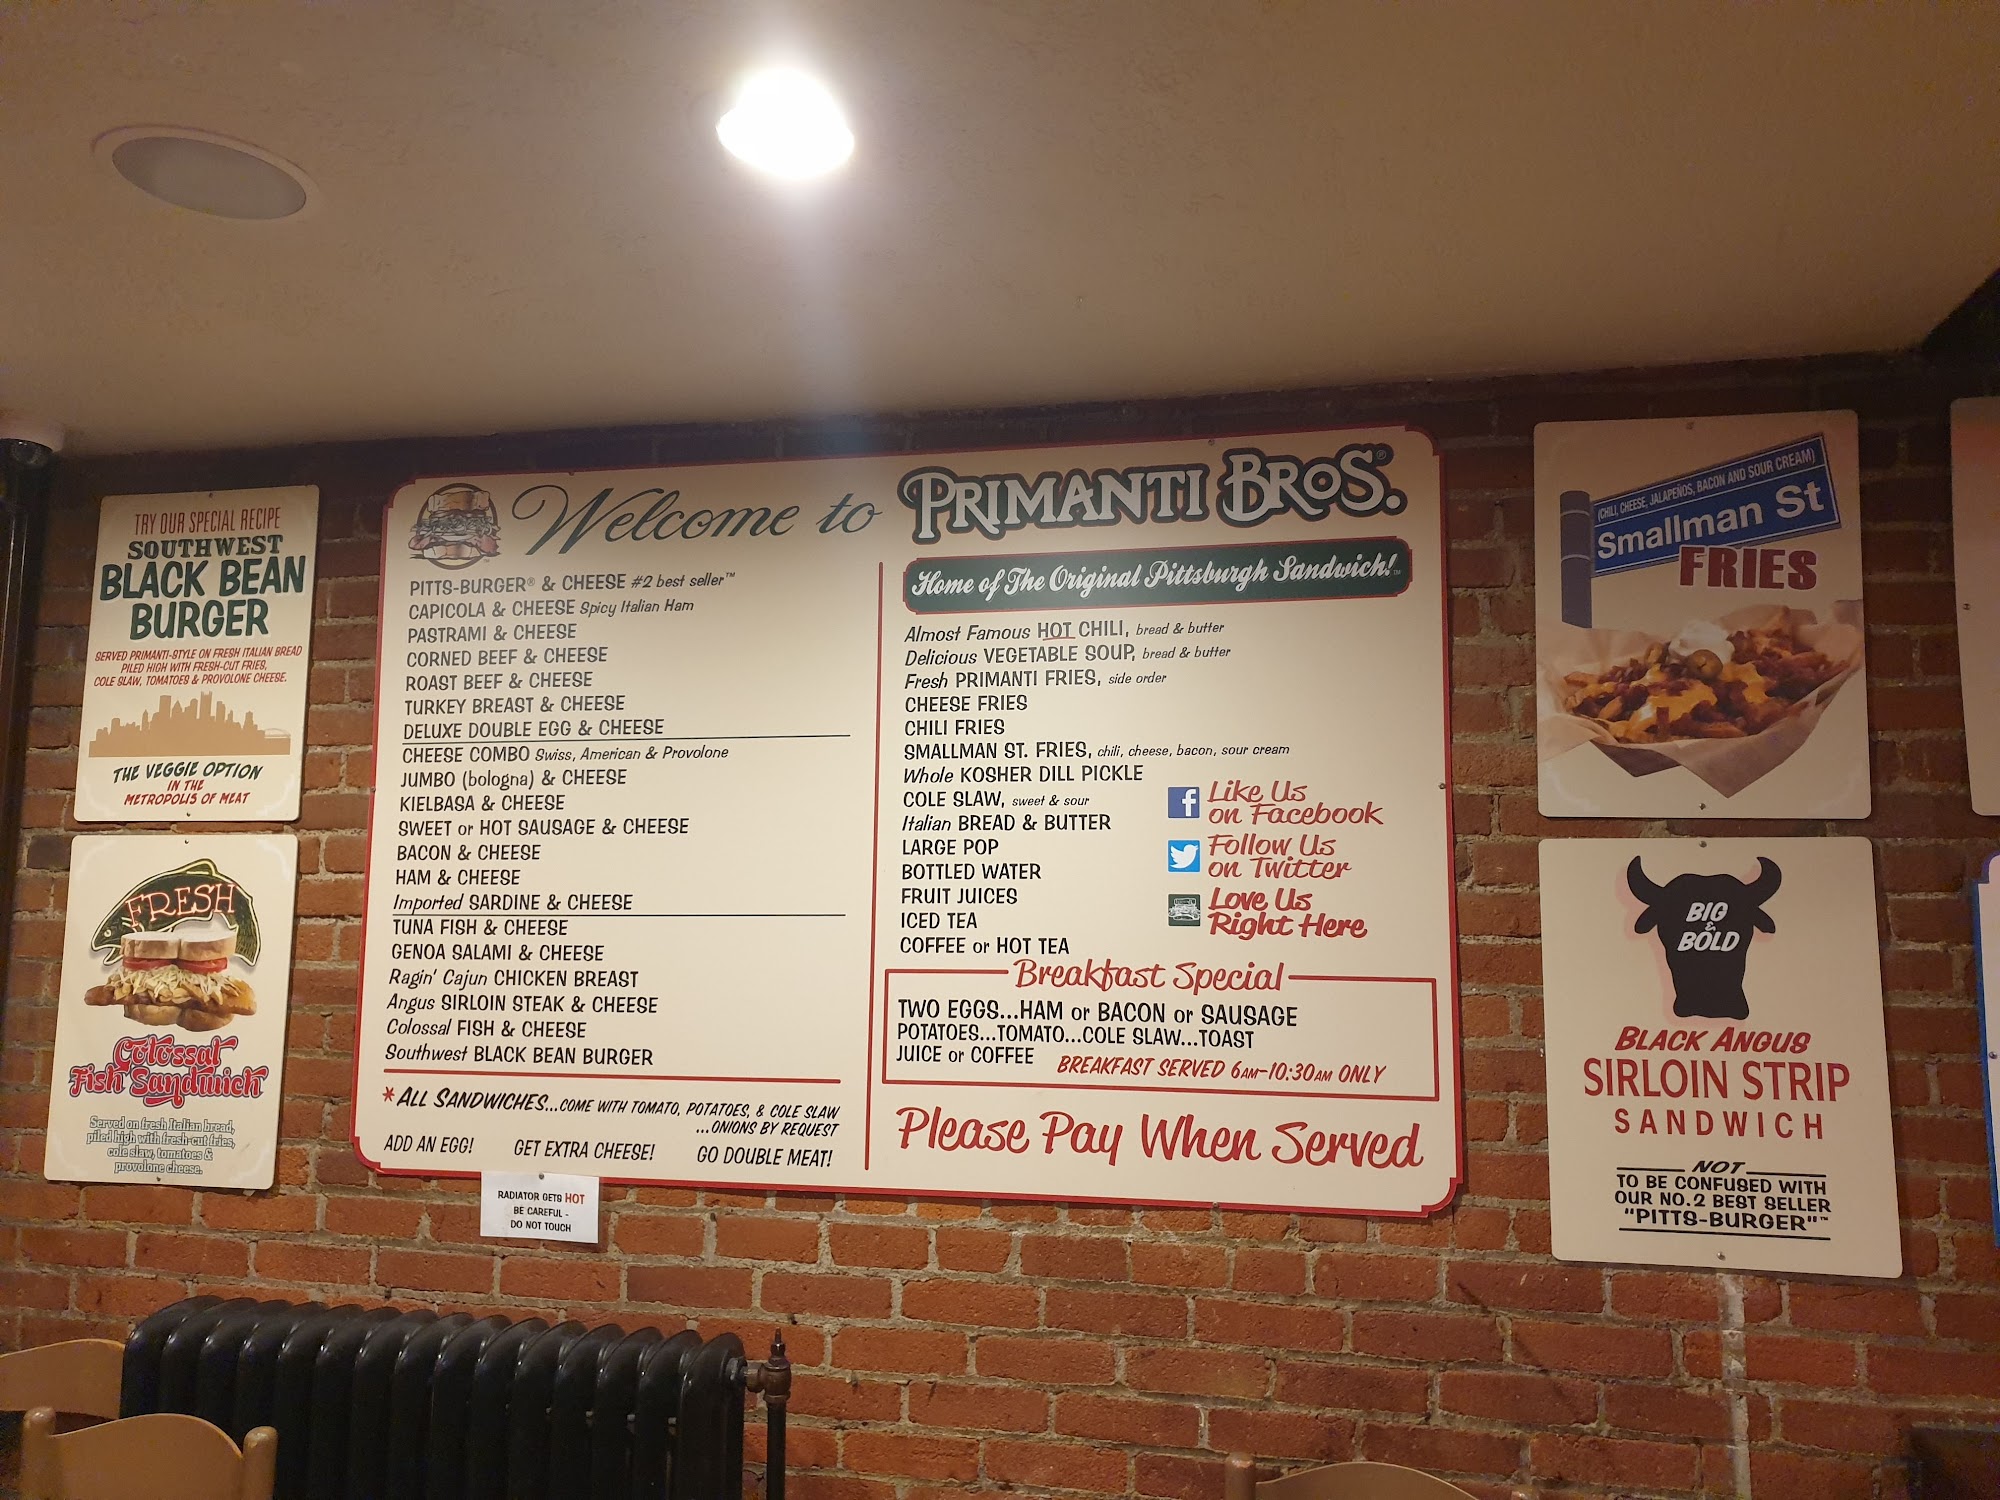 TRY OUR SPECIAL RECIPE
SOUTHWEST
BLACK BEAN
BURGER
SERVED PRIMANTI-STYLE ON FRESH ITALIAN BREAD
PILED HIGH WITH FRESH-CUT FRIES,
COLE SLAW, TOMATOES & PROVOLONE CHEESE.
THE VEGGIE OPTION
IN THE
METROPOLIS OF MEAT
FRESH
Colossal
Fish Sandwich
Served on fresh Italian bread,
piled high with fresh-cut fries,
cole slaw, tomatoes &
provolone cheese.
Welcome to PRIMANTI BROS.®
Home of The Original Pittsburgh Sandwich!™
PITTS-BURGER® & CHEESE #2 best seller™
CAPICOLA & CHEESE Spicy Italian Ham
PASTRAMI & CHEESE
CORNED BEEF & CHEESE
ROAST BEEF & CHEESE
TURKEY BREAST & CHEESE
DELUXE DOUBLE EGG & CHEESE
CHEESE COMBO Swiss, American & Provolone
JUMBO (bologna) & CHEESE
KIELBASA & CHEESE
SWEET or HOT SAUSAGE & CHEESE
BACON & CHEESE
HAM & CHEESE
Imported SARDINE & CHEESE
TUNA FISH & CHEESE
GENOA SALAMI & CHEESE
Ragin' Cajun CHICKEN BREAST
Angus SIRLOIN STEAK & CHEESE
Colossal FISH & CHEESE
Southwest BLACK BEAN BURGER
*ALL SANDWICHES...COME WITH TOMATO, POTATOES, & COLE SLAW
...ONIONS BY REQUEST
ADD AN EGG! GET EXTRA CHEESE! GO DOUBLE MEAT!
Almost Famous HOT CHILI, bread & butter
Delicious VEGETABLE SOUP, bread & butter
Fresh PRIMANTI FRIES, side order
CHEESE FRIES
CHILI FRIES
SMALLMAN ST. FRIES, chili, cheese, bacon, sour cream
Whole KOSHER DILL PICKLE
COLE SLAW, sweet & sour
Italian BREAD & BUTTER
LARGE POP
BOTTLED WATER
FRUIT JUICES
ICED TEA
COFFEE or HOT TEA
f Like Us
on Facebook
Follow Us
on Twitter
Love Us
Right Here
Breakfast Special
TWO EGGS...HAM or BACON or SAUSAGE
POTATOES...TOMATO...COLE SLAW...TOAST
JUICE or COFFEE BREAKFAST SERVED 6AM-10:30AM ONLY
Please Pay When Served
RADIATOR GETS HOT
BE CAREFUL -
DO NOT TOUCH
(CHILI, CHEESE, JALAPEÑOS, BACON AND SOUR CREAM)
Smallman St
FRIES
BIG
&
BOLD
BLACK ANGUS
SIRLOIN STRIP
SANDWICH
NOT
TO BE CONFUSED WITH
OUR NO.2 BEST SELLER
"PITTS-BURGER"™